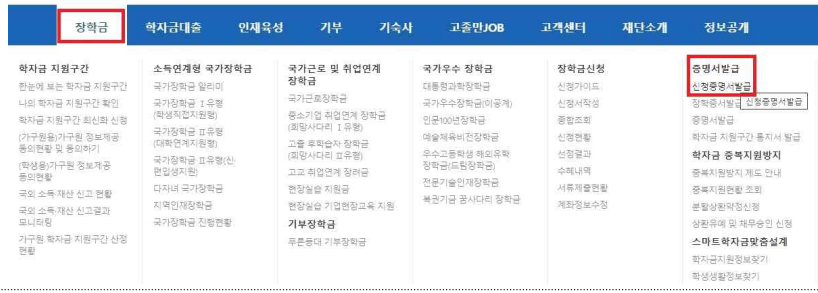 장학금 학자금대출 인재육성 기부 기숙사 고졸만JOB 고객센터 재단소개 정보공개
학자금 지원구간
한눈에 보는 학자금 지원구간
나의 학자금 지원구간 확인
학자금 지원구간 최신화 신청
(가구원용)가구원 정보제공
동의현황 및 동의하기
(학생용)가구원 정보제공
동의현황
국외 소득·재산 신고 현황
국외 소득·재산 신고결과
모니터링
가구원 학자금 지원구간 산정
현황
소득연계형 국가장학금
국가장학금 알리미
국가장학금 Ⅰ유형
(학생직접지원형)
국가장학금 Ⅱ유형
(대학연계지원형)
국가장학금 Ⅱ유형(신
편입생지원)
다자녀 국가장학금
지역인재장학금
국가장학금 진행현황
국가근로 및 취업연계
장학금
국가근로장학금
중소기업 취업연계 장학금
(희망사다리 Ⅰ유형)
고졸 후학습자 장학금
(희망사다리 Ⅱ유형)
고교 취업연계 장려금
현장실습 지원금
현장실습 기업현장교육 지원
기부장학금
푸른등대 기부장학금
국가우수 장학금
대통령과학장학금
국가우수장학금(이공계)
인문100년장학금
예술체육비전장학금
우수고등학생 해외유학
장학금(드림장학금)
전문기술인재장학금
복권기금 꿈사다리 장학금
장학금신청
신청가이드
신청서작성
종합조회
신청현황
선정결과
수혜내역
서류제출현황
계좌정보수정
증명서발급
신청증명서발급
장학증서발급 신청증명서발급
증명서발급
학자금 지원구간 통지서 발급
학자금 중복지원방지
중복지원방지 제도 안내
중복지원현황 조회
분할상환약정신청
상환유예 및 채무승인 신청
스마트학자금맞춤설계
학자금지원정보찾기
학생생활정보찾기